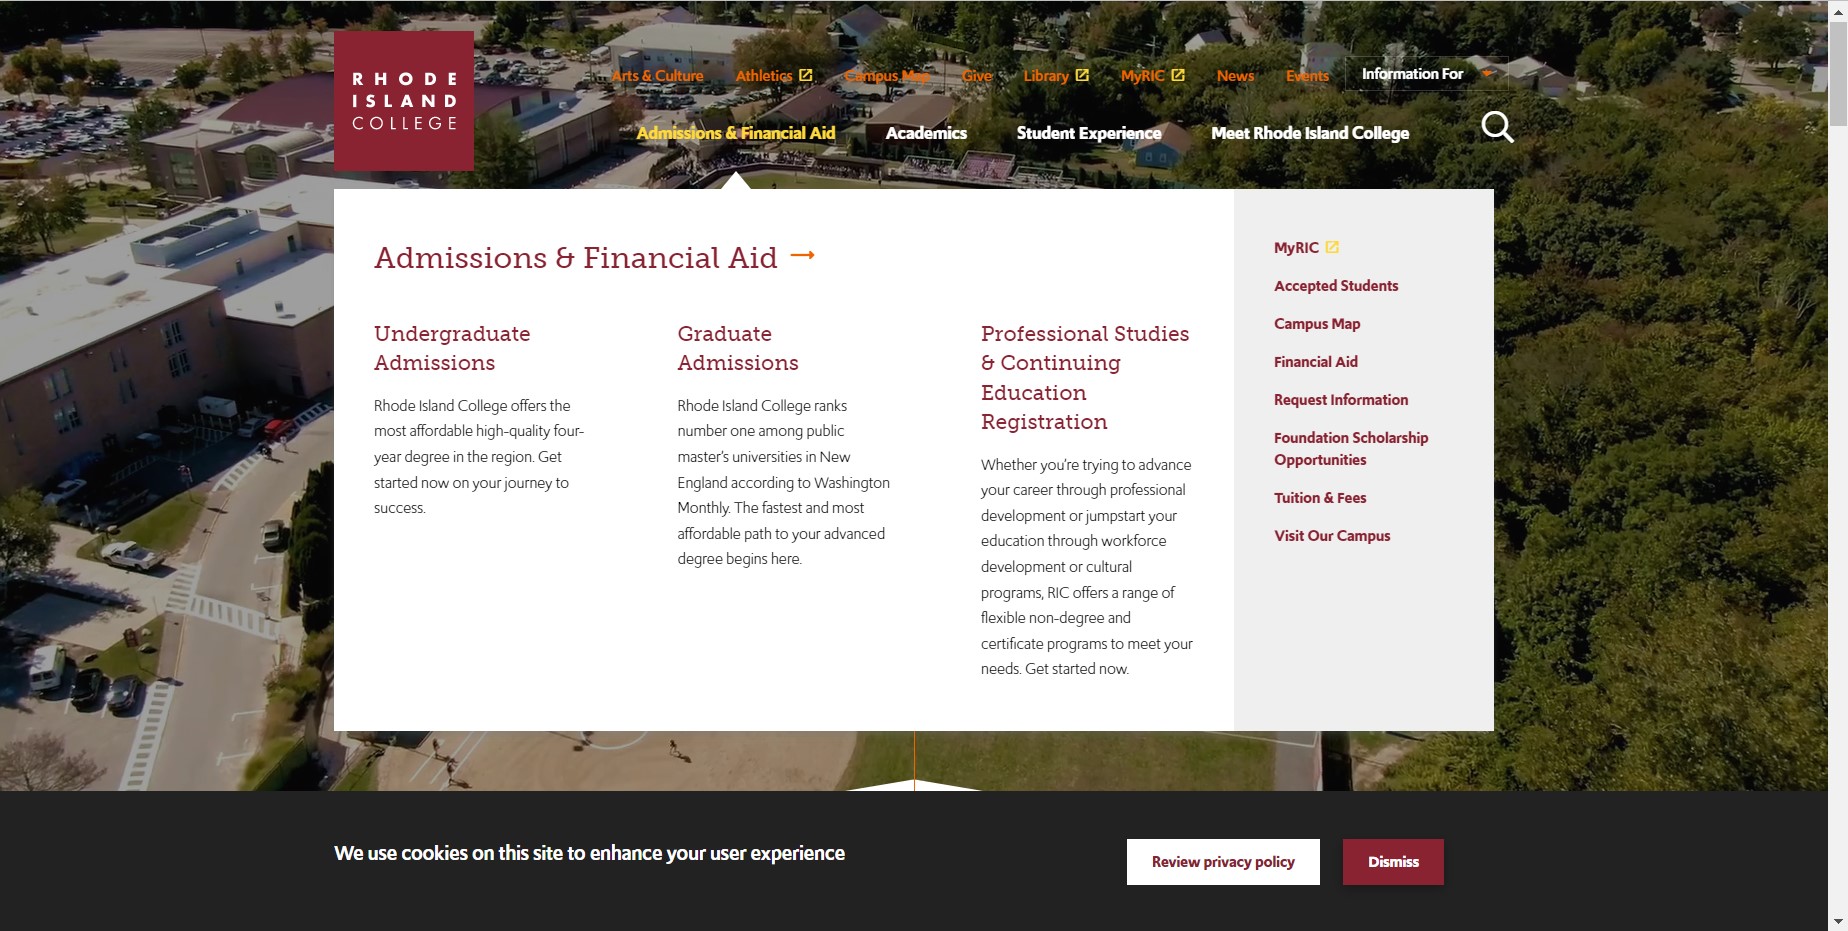 RHODE
ISLAND
COLLEGE
Arts & Culture
Athletics
Campus Map
Give
Library
MyRIC
News
Events
Information For
Admissions & Financial Aid
Academics
Student Experience
Meet Rhode Island College
Admissions & Financial Aid
Undergraduate
Admissions
Rhode Island College offers the
most affordable high-quality four-
year degree in the region. Get
started now on your journey to
success.
Graduate
Admissions
Rhode Island College ranks
number one among public
master's universities in New
England according to Washington
Monthly. The fastest and most
affordable path to your advanced
degree begins here.
Professional Studies
& Continuing
Education
Registration
Whether you're trying to advance
your career through professional
development or jumpstart your
education through workforce
development or cultural
programs, RIC offers a range of
flexible non-degree and
certificate programs to meet your
needs. Get started now.
MyRIC
Accepted Students
Campus Map
Financial Aid
Request Information
Foundation Scholarship
Opportunities
Tuition & Fees
Visit Our Campus
We use cookies on this site to enhance your user experience
Review privacy policy
Dismiss